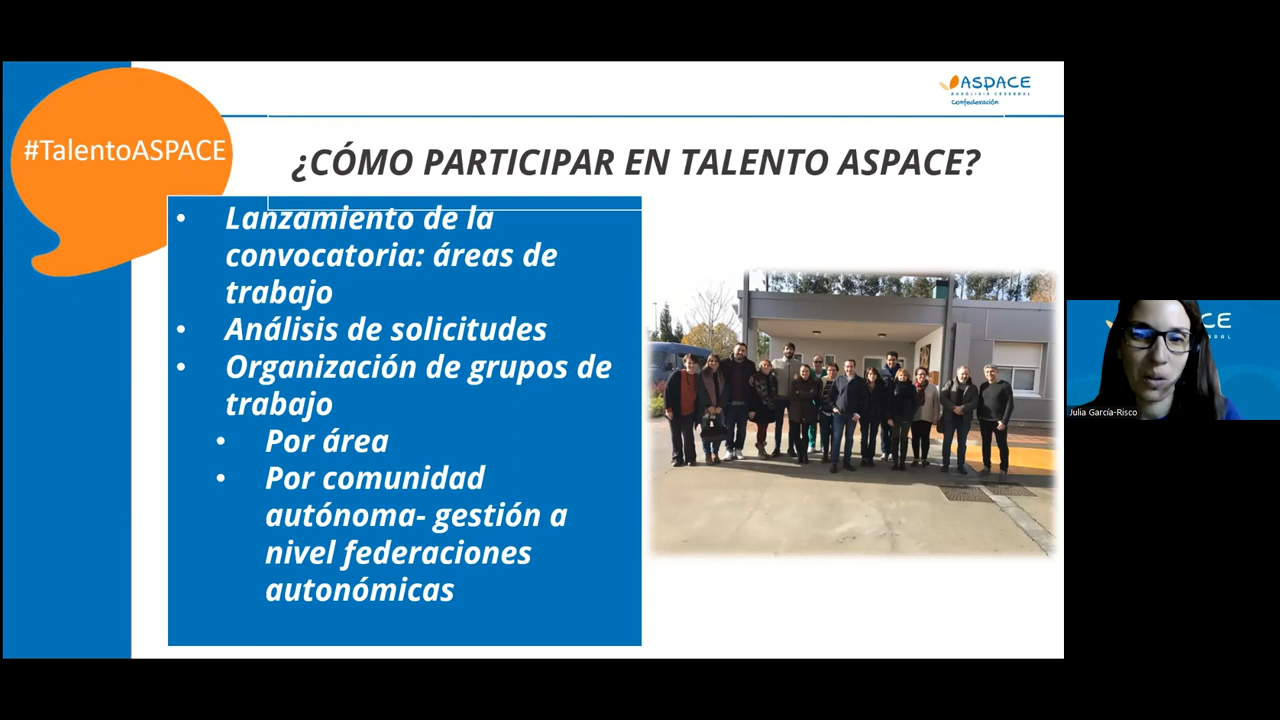 #TalentoASPACE
ASPACE
PARÁLISIS CEREBRAL
Confederación
¿CÓMO PARTICIPAR EN TALENTO ASPACE?
• Lanzamiento de la
convocatoria: áreas de
trabajo
• Análisis de solicitudes
• Organización de grupos de
trabajo
• Por área
• Por comunidad
autónoma- gestión a
nivel federaciones
autonómicas
CE
Julia García-Risco